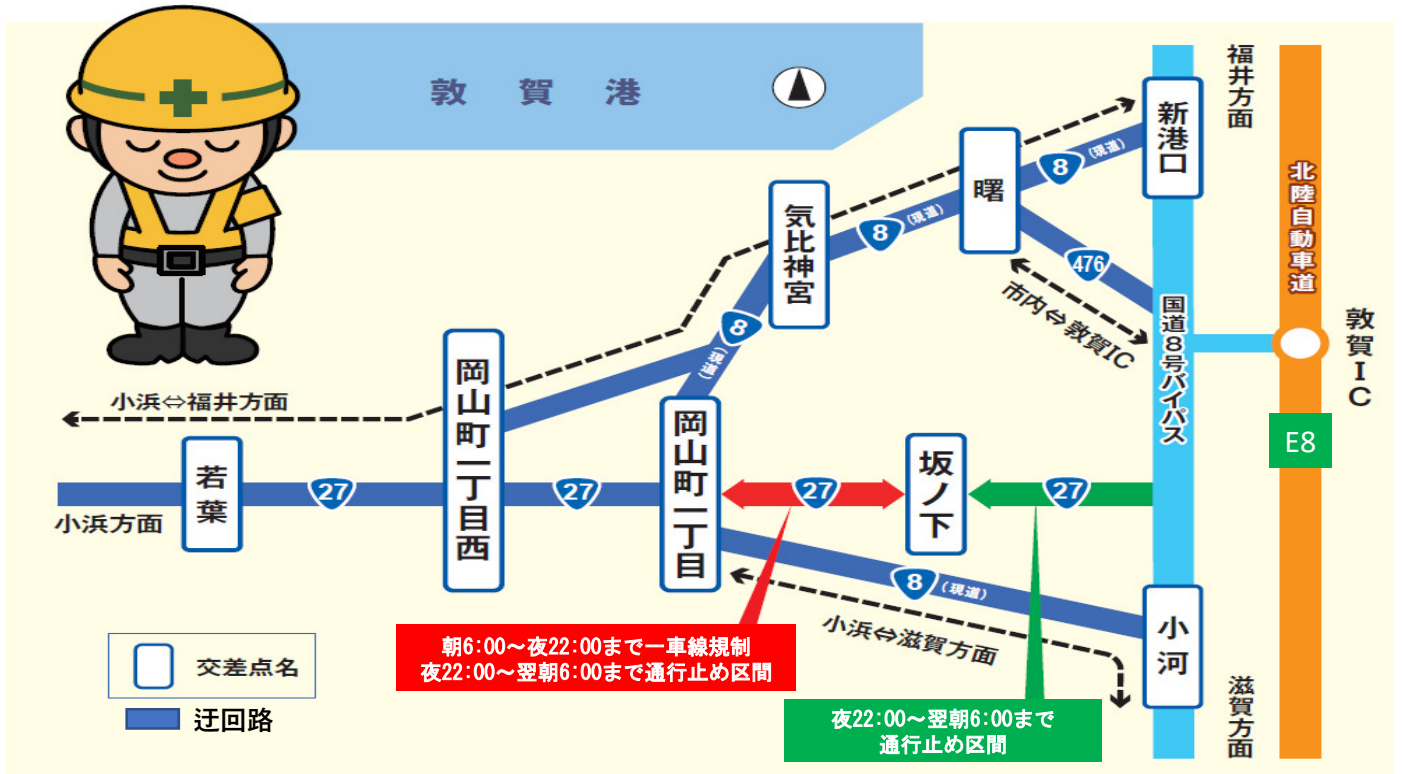 敦賀港
福井方面
新港口
8
(現道)
曙
北陸自動車道
気比神宮
8
(現道)
476
市内⇔敦賀IC
国道8号バイパス
敦賀IC
8
(現道)
岡山町一丁目西
小浜⇔福井方面
岡山町一丁目
E8
若葉
坂ノ下
27
27
27
27
小浜方面
8
(現道)
小浜⇔滋賀方面
小河
朝6:00～夜22:00まで一車線規制
夜22:00～翌朝6:00まで通行止め区間
交差点名
迂回路
夜22:00～翌朝6:00まで
通行止め区間
滋賀方面